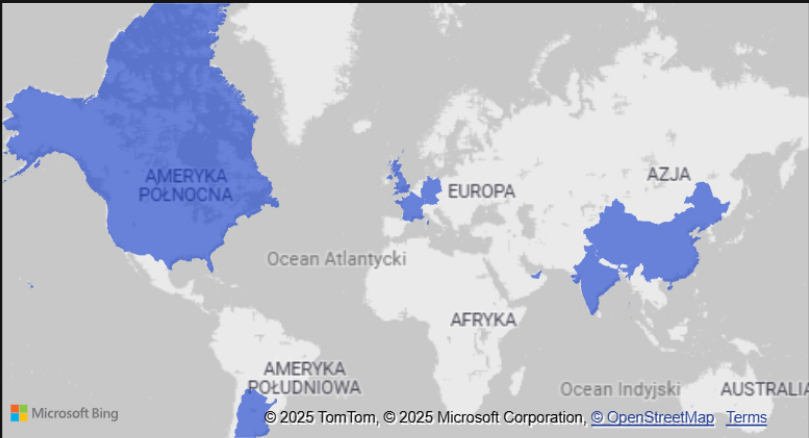 AMERYKA
PÓŁNOCNA
EUROPA
AZJA
Ocean Atlantycki
AFRYKA
AMERYKA
POŁUDNIOWA
Ocean Indyjski
AUSTRALIA
Microsoft Bing
© 2025 TomTom, © 2025 Microsoft Corporation, © OpenStreetMap Terms